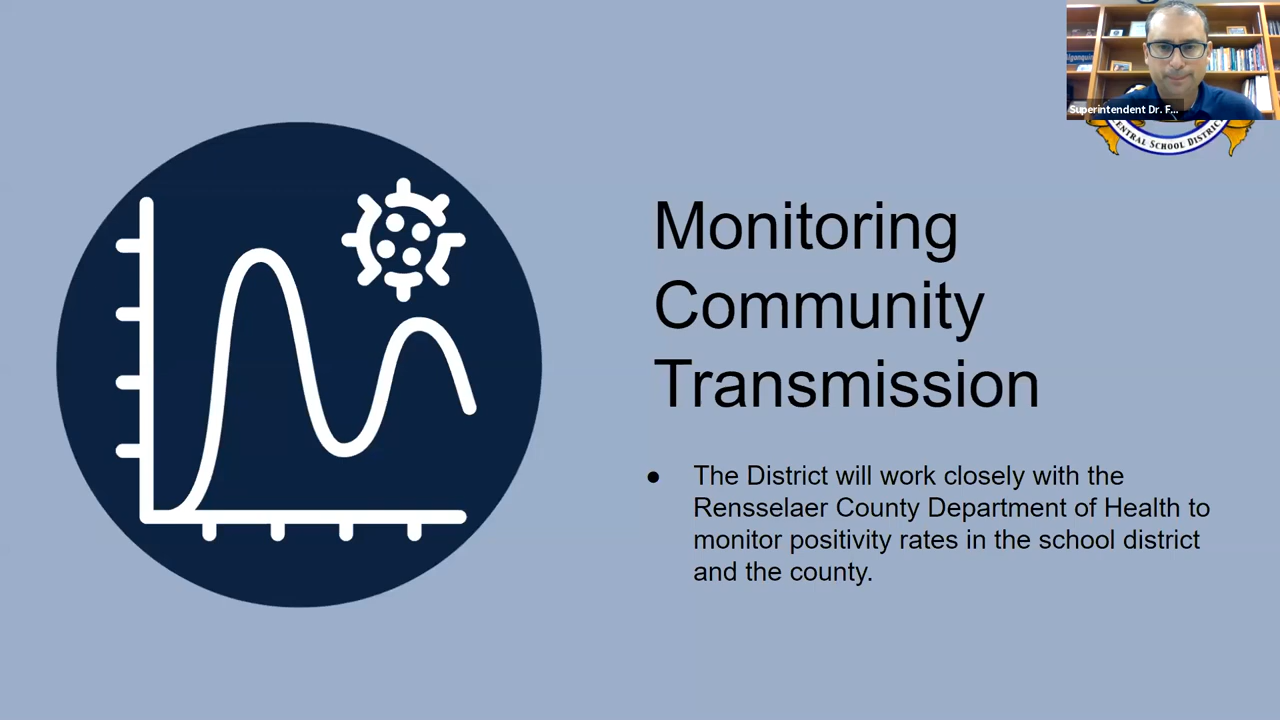 Superintendent Dr. F...
CENTRAL SCHOOL DISTRICT
Monitoring
Community
Transmission
● The District will work closely with the
Rensselaer County Department of Health to
monitor positivity rates in the school district
and the county.